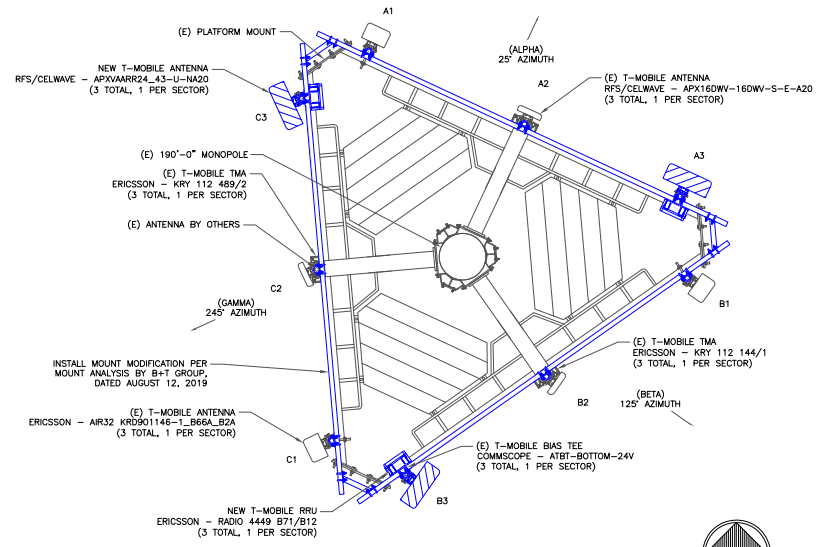 A1
(E) PLATFORM MOUNT
(ALPHA)
25° AZIMUTH
NEW T-MOBILE ANTENNA
RFS/CELWAVE - APXVAARR24_43-U-NA20
(3 TOTAL, 1 PER SECTOR)
A2
(E) T-MOBILE ANTENNA
RFS/CELWAVE - APX16DWV-16DWV-S-E-A20
(3 TOTAL, 1 PER SECTOR)
C3
(E) 190'-0" MONOPOLE
A3
(E) T-MOBILE TMA
ERICSSON - KRY 112 489/2
(3 TOTAL, 1 PER SECTOR)
(E) ANTENNA BY OTHERS
C2
B1
(GAMMA)
245° AZIMUTH
(E) T-MOBILE TMA
ERICSSON - KRY 112 144/1
(3 TOTAL, 1 PER SECTOR)
INSTALL MOUNT MODIFICATION PER
MOUNT ANALYSIS BY B+T GROUP,
DATED AUGUST 12, 2019
B2
(BETA)
125° AZIMUTH
(E) T-MOBILE ANTENNA
ERICSSON - AIR32 KRD901146-1_B66A_B2A
(3 TOTAL, 1 PER SECTOR)
C1
(E) T-MOBILE BIAS TEE
COMMSCOPE - ATBT-BOTTOM-24V
(3 TOTAL, 1 PER SECTOR)
B3
NEW T-MOBILE RRU
ERICSSON - RADIO 4449 B71/B12
(3 TOTAL, 1 PER SECTOR)